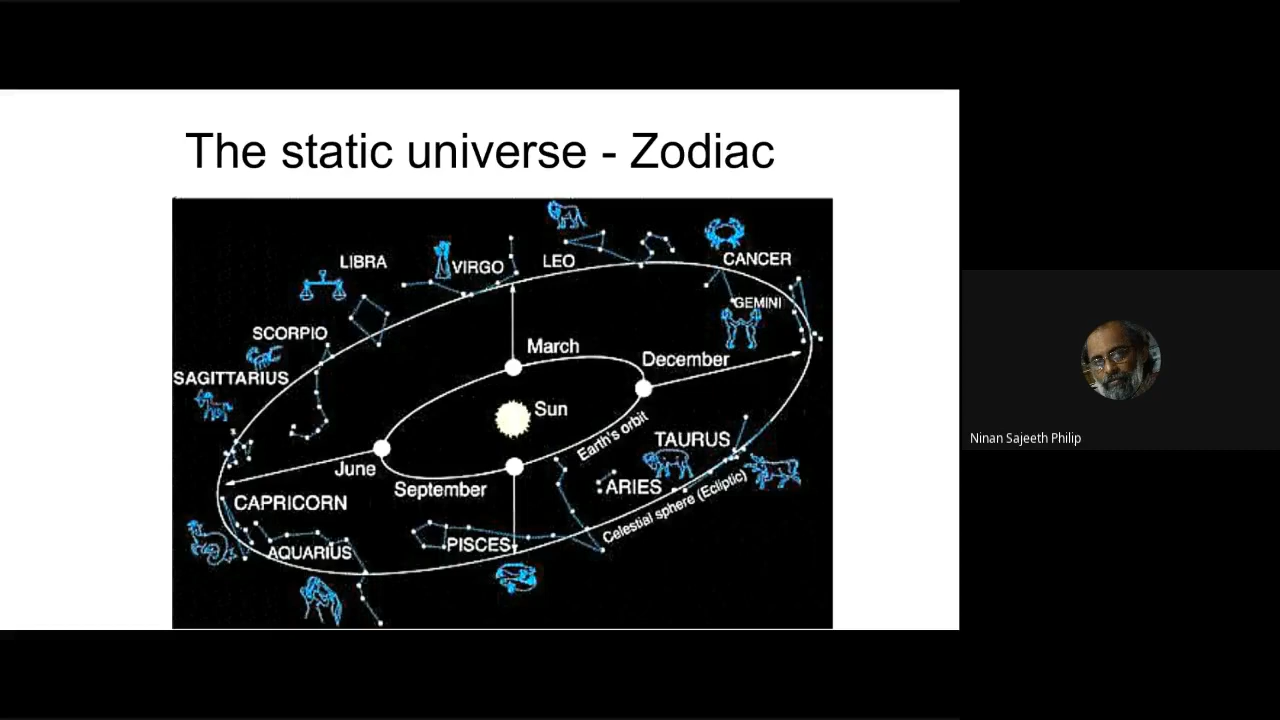 The static universe - Zodiac
LEO
VIRGO
LIBRA
CANCER
GEMINI
SCORPIO
SAGITTARIUS
March
December
Sun
Earth's orbit
June
September
TAURUS
ARIES
Celestial sphere (Ecliptic)
CAPRICORN
AQUARIUS
PISCES
Ninan Sajeeth Philip